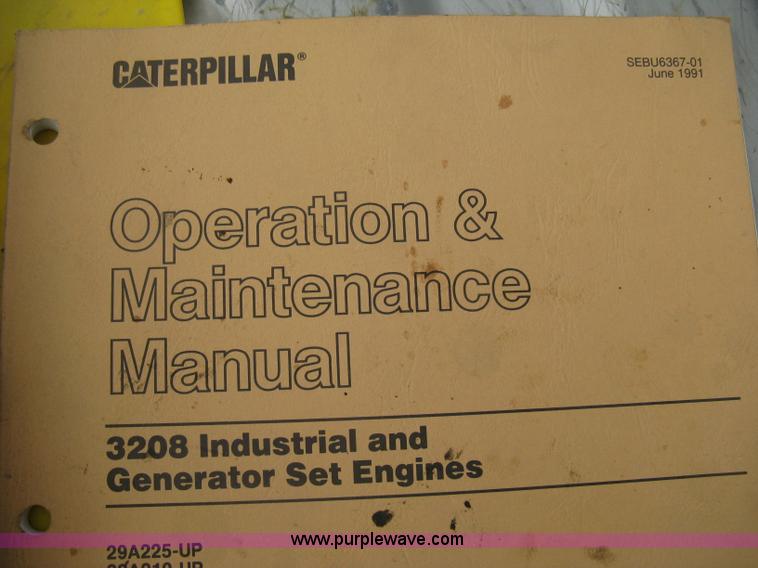 CATERPILLAR®
SEBU6367-01
June 1991
Operation &
Maintenance
Manual
3208 Industrial and
Generator Set Engines
29A225-UP
www.purplewave.com